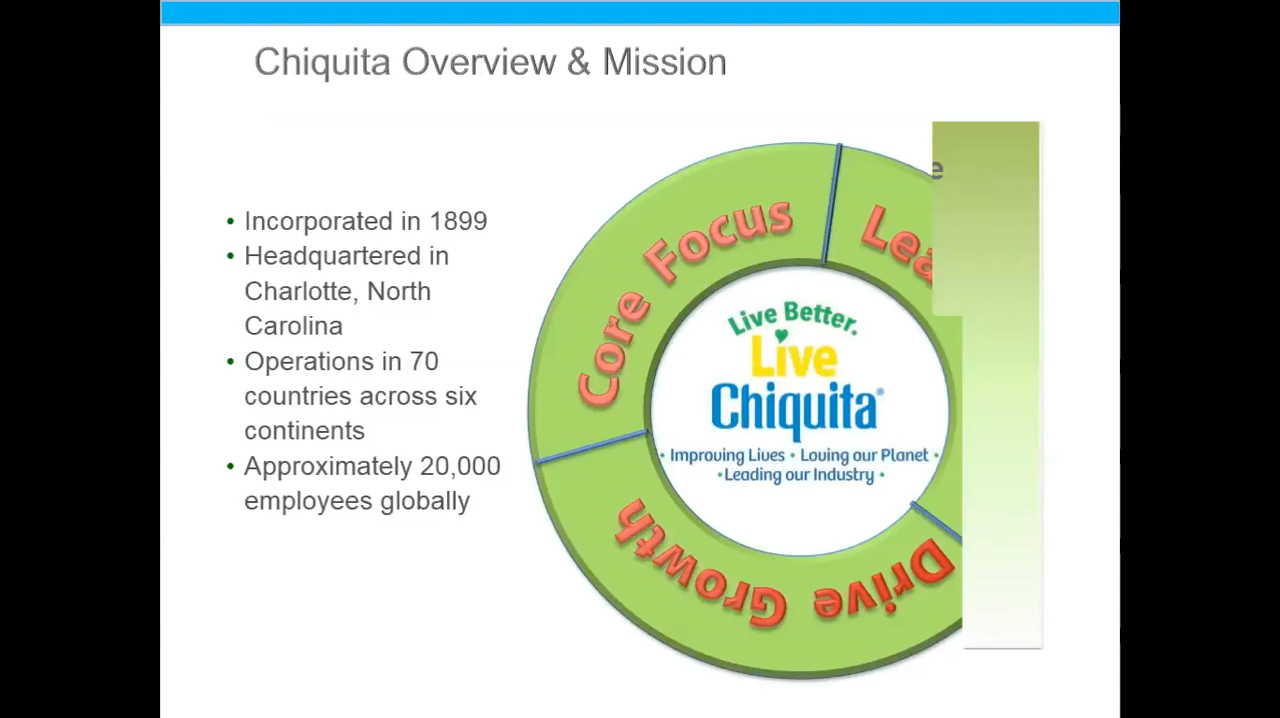 Chiquita Overview & Mission
• Incorporated in 1899
• Headquartered in
Charlotte, North
Carolina
• Operations in 70
countries across six
continents
• Approximately 20,000
employees globally
Core Focus
Drive Growth
Live Better.
Live
Chiquita®
• Improving Lives • Loving our Planet •
• Leading our Industry •